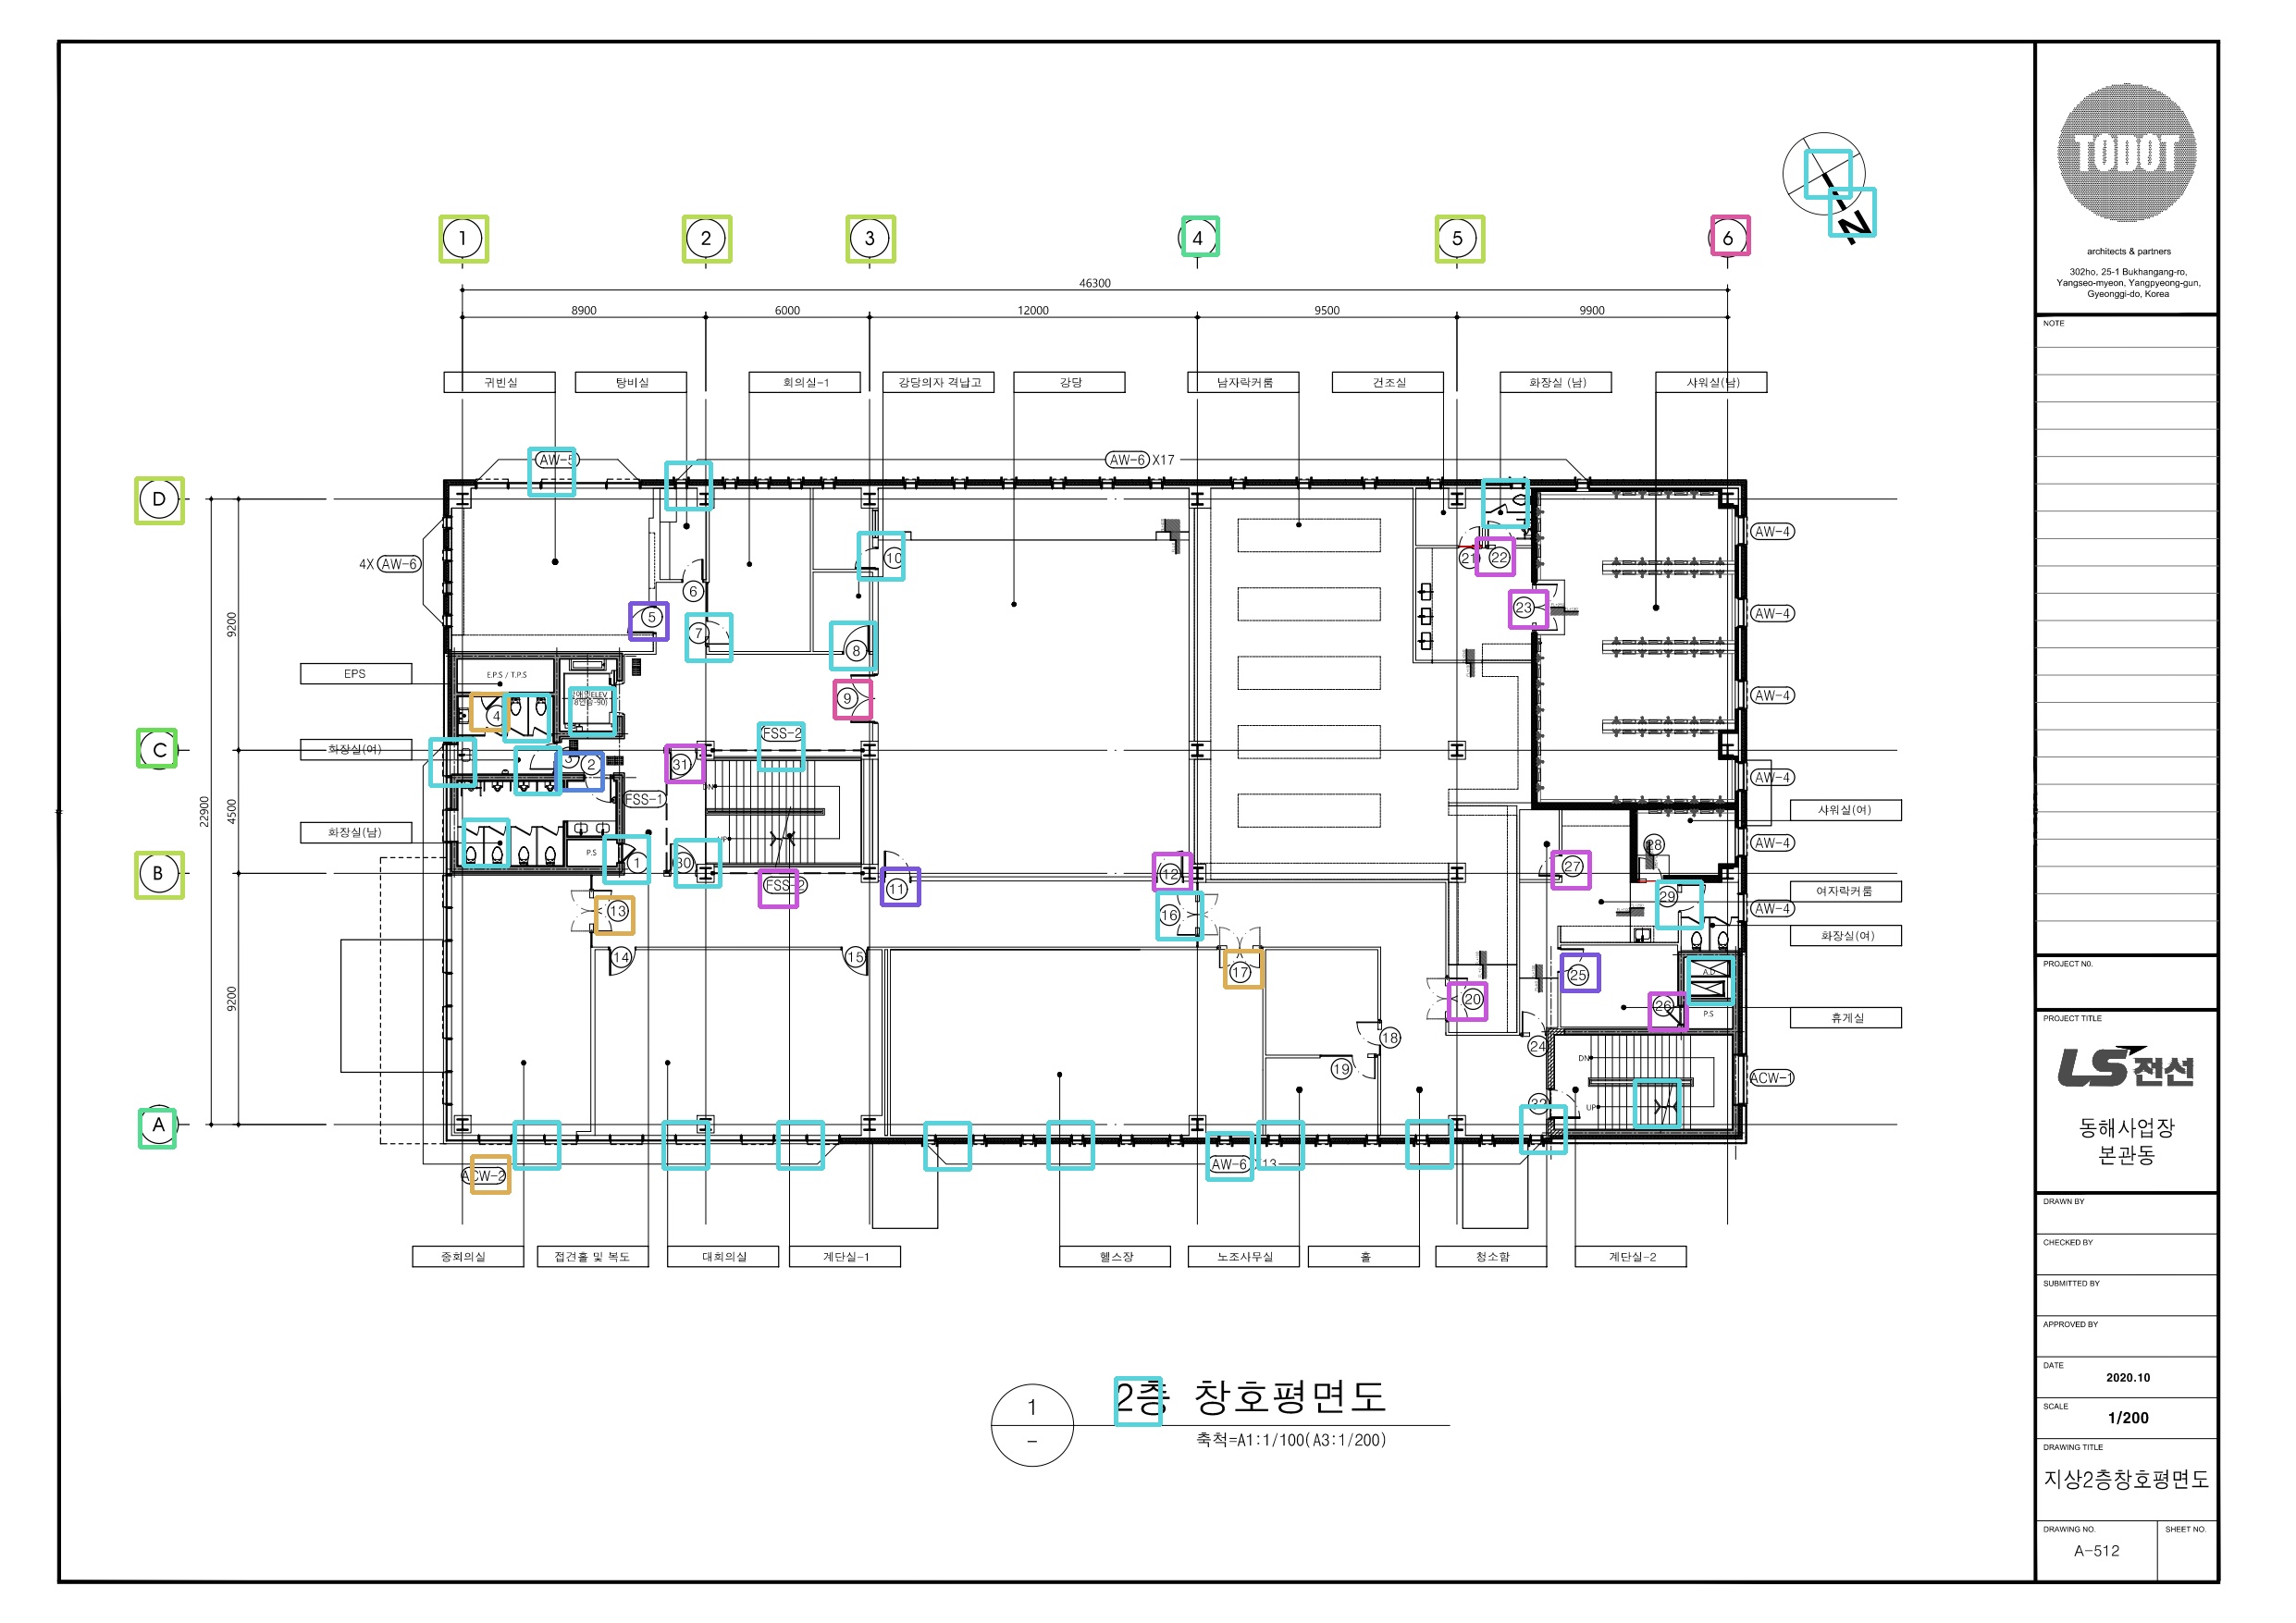 TODOT
architects & partners
302ho, 25-1 Bukhangang-ro,
Yangseo-myeon, Yangpyeong-gun,
Gyeonggi-do, Korea
NOTE
PROJECT NO.
PROJECT TITLE
LS전선
동해사업장
본관동
DRAWN BY
CHECKED BY
SUBMITTED BY
APPROVED BY
DATE
2020.10
SCALE
1/200
DRAWING TITLE
지상2층창호평면도
DRAWING NO.
SHEET NO.
A-512
N
1 2 3 4 5 6
46300
8900 6000 12000 9500 9900
귀빈실 탕비실 회의실-1 강당의자 격납고 강당 남자락커룸 건조실 화장실 (남) 샤워실(남)
AW-5
AW-6 X17
D
AW-4
10
21 22
4X AW-6
6
23
5
AW-4
9200
7
8
EPS
E.P.S / T.P.S
AW-4
9
4
FSS-2
C
화장실(여)
3 2
31
AW-4
DN
FSS-1
22900
4500
샤워실(여)
화장실(남)
UP
AW-4
28
P.S
1
30
B
12
27
FSS-2
11
여자락커룸
29
AW-4
13
16
화장실(여)
14
15
17
25
A.D
20
26
P.S
휴게실
9200
18
24
DN
19
ACW-1
32
UP
A
ACW-2
AW-6 X13
중회의실 접견홀 및 복도 대회의실 계단실-1 헬스장 노조사무실 홀 청소함 계단실-2
1
-
2층 창호평면도
축척=A1:1/100(A3:1/200)